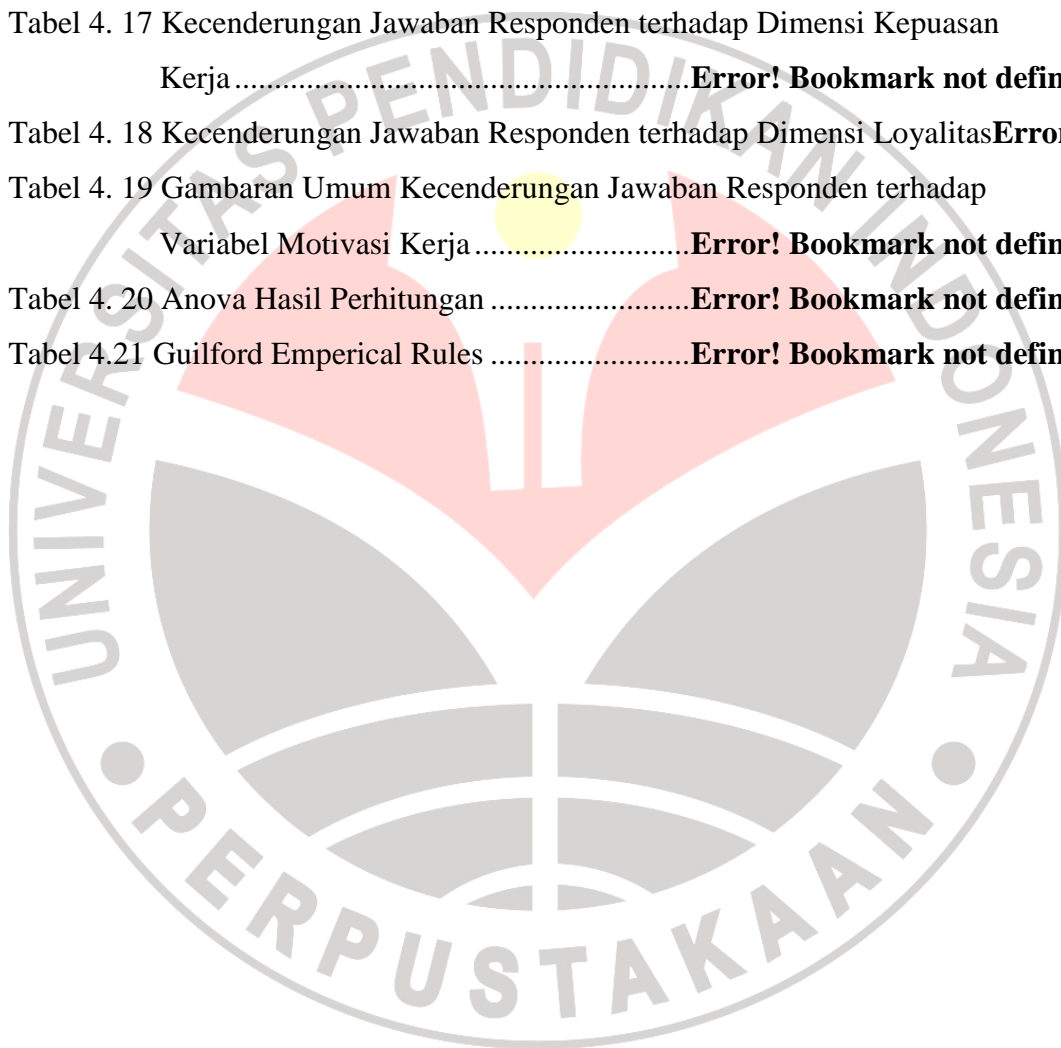 Tabel 4. 17 Kecenderungan Jawaban Responden terhadap Dimensi Kepuasan
Kerja.........................................................Error! Bookmark not defin
Tabel 4. 18 Kecenderungan Jawaban Responden terhadap Dimensi LoyalitasError
Tabel 4. 19 Gambaran Umum Kecenderungan Jawaban Responden terhadap
Variabel Motivasi Kerja...........................Error! Bookmark not defin
Tabel 4. 20 Anova Hasil Perhitungan .........................Error! Bookmark not defin
Tabel 4.21 Guilford Emperical Rules .........................Error! Bookmark not defin
UNIVERSITAS PENDIDIKAN INDONESIA
PERPUSTAKAAN